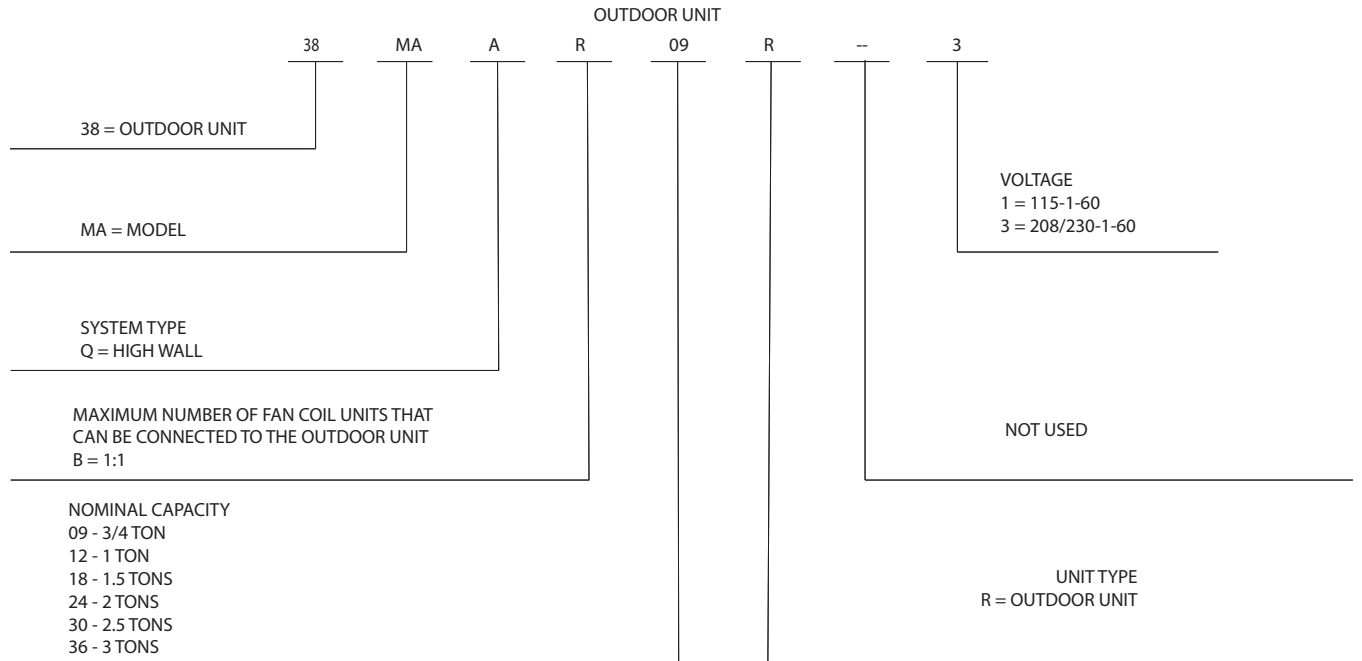 OUTDOOR UNIT
38 MA A R 09 R -- 3
38 = OUTDOOR UNIT
MA = MODEL
SYSTEM TYPE
Q = HIGH WALL
MAXIMUM NUMBER OF FAN COIL UNITS THAT
CAN BE CONNECTED TO THE OUTDOOR UNIT
B = 1:1
NOMINAL CAPACITY
09 - 3/4 TON
12 - 1 TON
18 - 1.5 TONS
24 - 2 TONS
30 - 2.5 TONS
36 - 3 TONS
VOLTAGE
1 = 115-1-60
3 = 208/230-1-60
NOT USED
UNIT TYPE
R = OUTDOOR UNIT